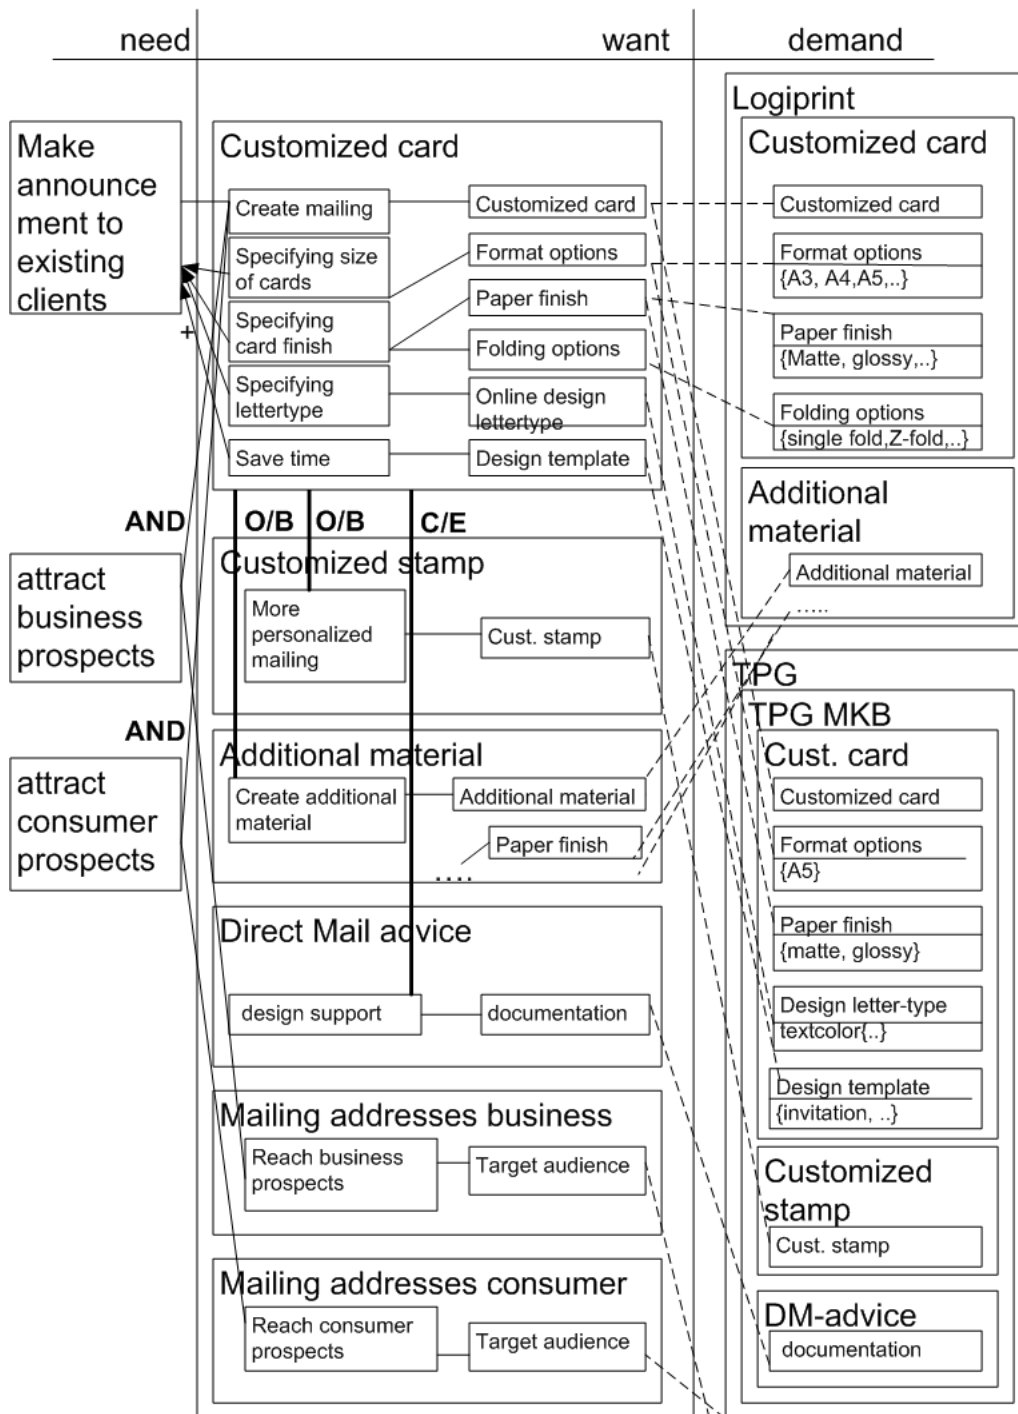 need
want
demand
Make
announce
ment to
existing
clients
+
AND
attract
business
prospects
AND
attract
consumer
prospects
Customized card
Create mailing
Customized card
Specifying size
of cards
Format options
Specifying
card finish
Paper finish
Folding options
Specifying
lettertype
Online design
lettertype
Save time
Design template
O/B
O/B
C/E
Customized stamp
More
personalized
mailing
Cust. stamp
Additional material
Create additional
material
Additional material
Paper finish
....
Direct Mail advice
design support
documentation
Mailing addresses business
Reach business
prospects
Target audience
Mailing addresses consumer
Reach consumer
prospects
Target audience
Logiprint
Customized card
Customized card
Format options
{A3, A4,A5,..}
Paper finish
{Matte, glossy,..}
Folding options
{single fold,Z-fold,..}
Additional
material
Additional material
.....
TPG
TPG MKB
Cust. card
Customized card
Format options
{A5}
Paper finish
{matte, glossy}
Design letter-type
textcolor{..}
Design template
{invitation, ..}
Customized
stamp
Cust. stamp
DM-advice
documentation